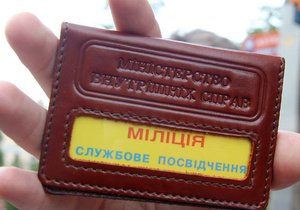 МІНІСТЕРСТВО
ВНУТРІШНІХ СПРАВ
МІЛІЦІЯ
СЛУЖБОВЕ ПОСВІДЧЕННЯ